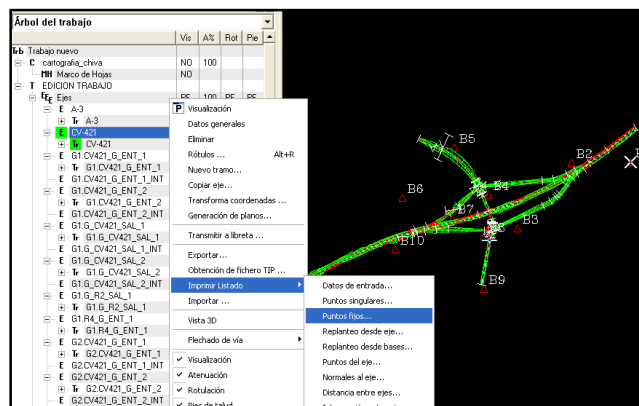 Árbol del trabajo
Vis A% Rot Pie
Trb Trabajo nuevo
C cartografia_chiva NO 100
MH Marco de Hojas NO
T EDICION TRABAJO
Ejes PE 100 PE PE
E A-3
Tr A-3
E CV-421
Tr CV-421
E G1.CV421_G_ENT_1
Tr G1.CV421_G_ENT_1
E G1.CV421_G_ENT_1_INT
E G1.CV421_G_ENT_2
Tr G1.CV421_G_ENT_2
E G1.CV421_G_ENT_2_INT
E G1.G_CV421_SAL_1
Tr G1.G_CV421_SAL_1
E G1.G_CV421_SAL_1_INT
E G1.G_CV421_SAL_2
Tr G1.G_CV421_SAL_2
E G1.G_CV421_SAL_2_INT
E G1.G_R2_SAL_1
Tr G1.G_R2_SAL_1
E G1.R4_G_ENT_1
Tr G1.R4_G_ENT_1
E G2.CV421_G_ENT_1
Tr G2.CV421_G_ENT_1
E G2.CV421_G_ENT_1_INT
E G2.CV421_G_ENT_2
Tr G2.CV421_G_ENT_2
E G2.CV421_G_ENT_2_INT
Visualización
Datos generales
Eliminar
Rótulos ... Alt+R
Nuevo tramo...
Copiar eje...
Transforma coordenadas ...
Generación de planos...
Transmitir a libreta ...
Exportar...
Obtención de fichero TIP ...
Imprimir Listado
Importar ...
Vista 3D
Flechado de vía
Visualización
Atenuación
Rotulación
Datos de entrada...
Puntos singulares...
Puntos fijos...
Replanteo desde eje...
Replanteo desde bases...
Puntos del eje...
Normales al eje...
Distancia entre ejes...
B5
B2
B6
B4
B7
B3
B10
B9